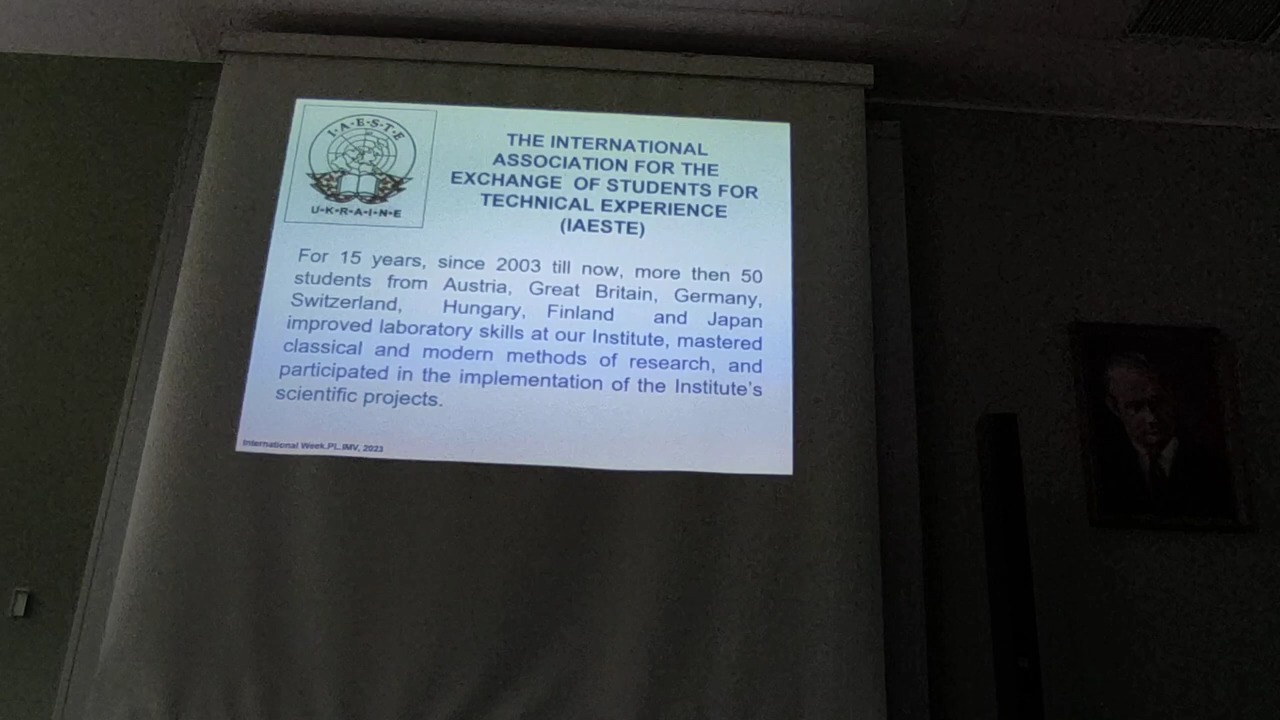 I·A·E·S·T·E
U·K·R·A·I·N·E
THE INTERNATIONAL
ASSOCIATION FOR THE
EXCHANGE OF STUDENTS FOR
TECHNICAL EXPERIENCE
(IAESTE)
For 15 years, since 2003 till now, more then 50
students from Austria, Great Britain, Germany,
Switzerland, Hungary, Finland and Japan
improved laboratory skills at our Institute, mastered
classical and modern methods of research, and
participated in the implementation of the Institute's
scientific projects.
International Week.PL.IMV, 2023